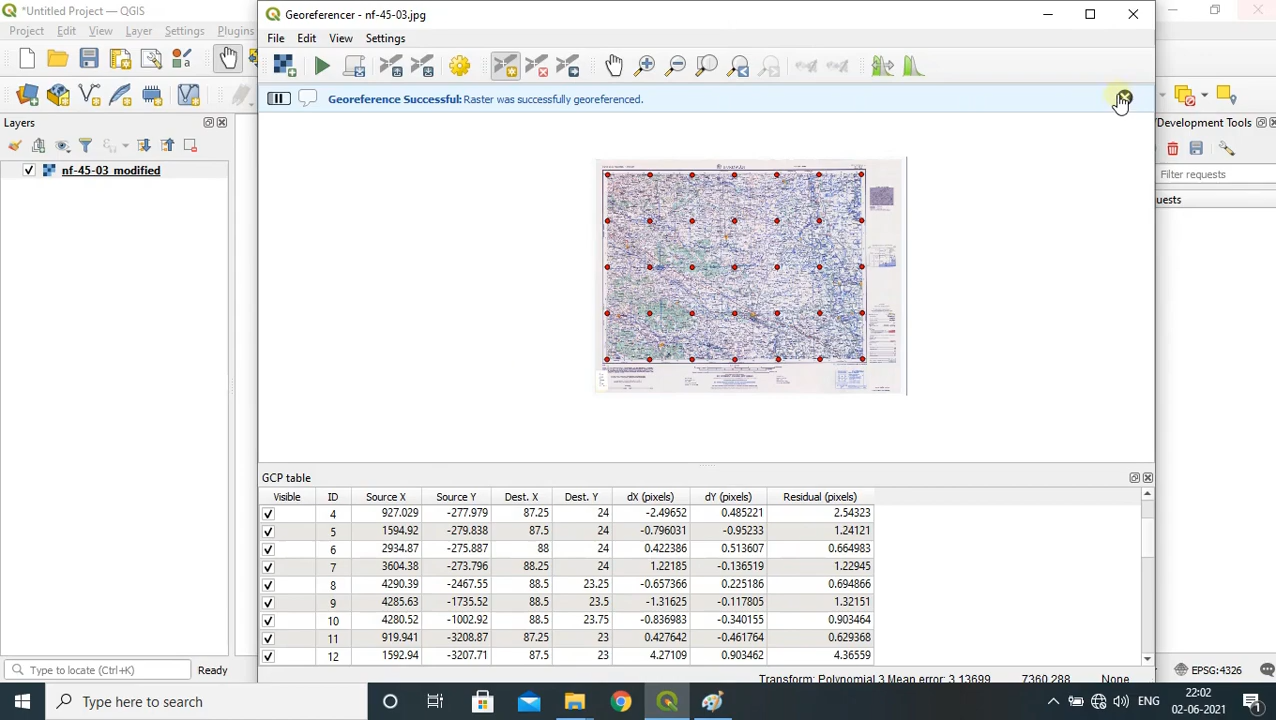 *Untitled Project — QGIS
Georeferencer - nf-45-03.jpg
Project Edit View Layer Settings Plugins
File Edit View Settings
Georeference Successful: Raster was successfully georeferenced.
Layers
/Development Tools
nf-45-03_modified
Filter requests
uests
GCP table
Visible ID Source X Source Y Dest. X Dest. Y dX (pixels) dY (pixels) Residual (pixels)
4 927.029 -277.979 87.25 24 -2.49652 0.485221 2.54323
5 1594.92 -279.838 87.5 24 -0.796031 -0.95233 1.24121
6 2934.87 -275.887 88 24 0.422386 0.513607 0.664983
7 3604.38 -273.796 88.25 24 1.22185 -0.136519 1.22945
8 4290.39 -2467.55 88.5 23.25 -0.657366 0.225186 0.694866
9 4285.63 -1735.52 88.5 23.5 -1.31625 -0.117805 1.32151
10 4280.52 -1002.92 88.5 23.75 -0.836983 -0.340155 0.903464
11 919.941 -3208.87 87.25 23 0.427642 -0.461764 0.629368
12 1592.94 -3207.71 87.5 23 4.27109 0.903462 4.36559
Type to locate (Ctrl+K) Ready
EPSG:4326
Transform: Polynomial 3 Mean error: 3.13699 7360,288 None
Type here to search
ENG
22:02
02-06-2021